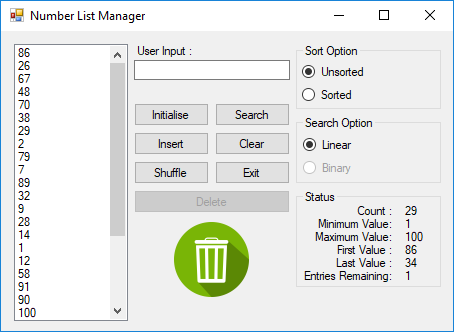 Number List Manager
86
26
67
48
70
38
29
2
79
7
89
32
9
28
14
1
12
58
91
90
100
User Input :
Initialise
Search
Insert
Clear
Shuffle
Exit
Delete
Sort Option
Unsorted
Sorted
Search Option
Linear
Binary
Status
Count : 29
Minimum Value: 1
Maximum Value: 100
First Value : 86
Last Value : 34
Entries Remaining: 1